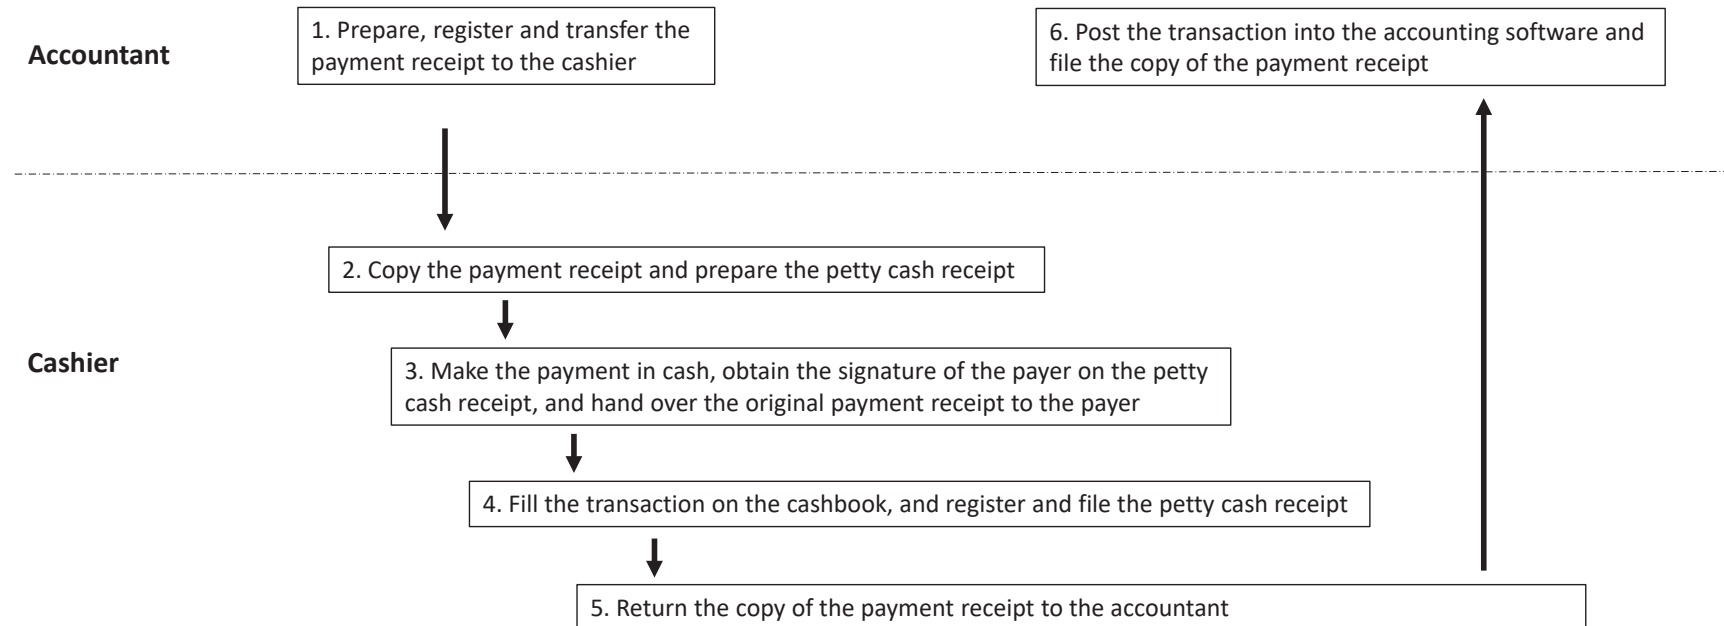 Accountant
1. Prepare, register and transfer the
payment receipt to the cashier
6. Post the transaction into the accounting software and
file the copy of the payment receipt
2. Copy the payment receipt and prepare the petty cash receipt
Cashier
3. Make the payment in cash, obtain the signature of the payer on the petty
cash receipt, and hand over the original payment receipt to the payer
4. Fill the transaction on the cashbook, and register and file the petty cash receipt
5. Return the copy of the payment receipt to the accountant